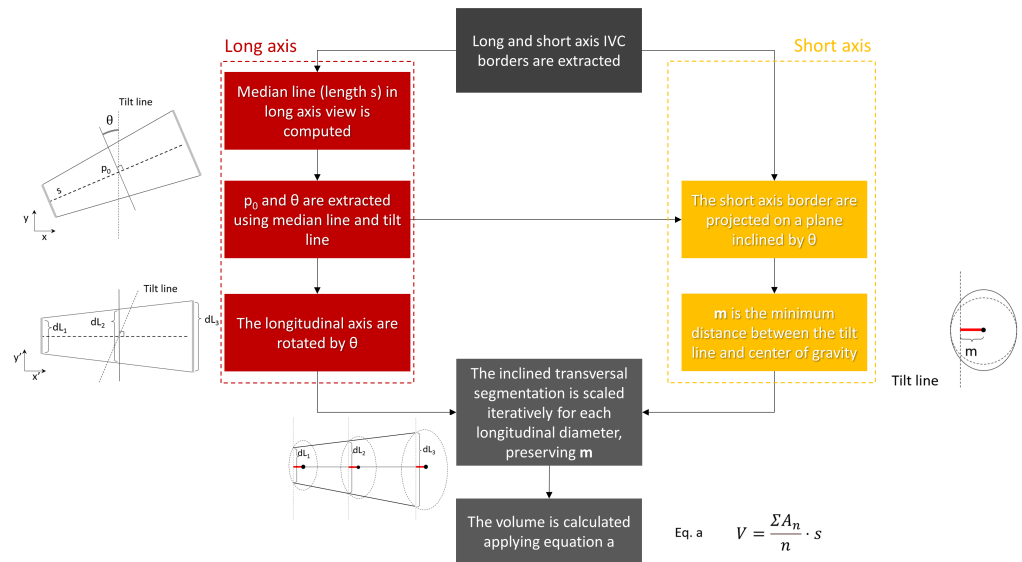 Long and short axis IVC
borders are extracted
Long axis
Short axis
Median line (length s) in
long axis view is
computed
Tilt line
θ
p₀
s
y
x
p₀ and θ are extracted
using median line and tilt
line
The short axis border are
projected on a plane
inclined by θ
Tilt line
dL₁
dL₂
dL₃
y'
x'
The longitudinal axis are
rotated by θ
m is the minimum
distance between the tilt
line and center of gravity
m
Tilt line
The inclined transversal
segmentation is scaled
iteratively for each
longitudinal diameter,
preserving m
dL₁
dL₂
dL₃
The volume is calculated
applying equation a
Eq. a
V = ΣAₙ/n · s